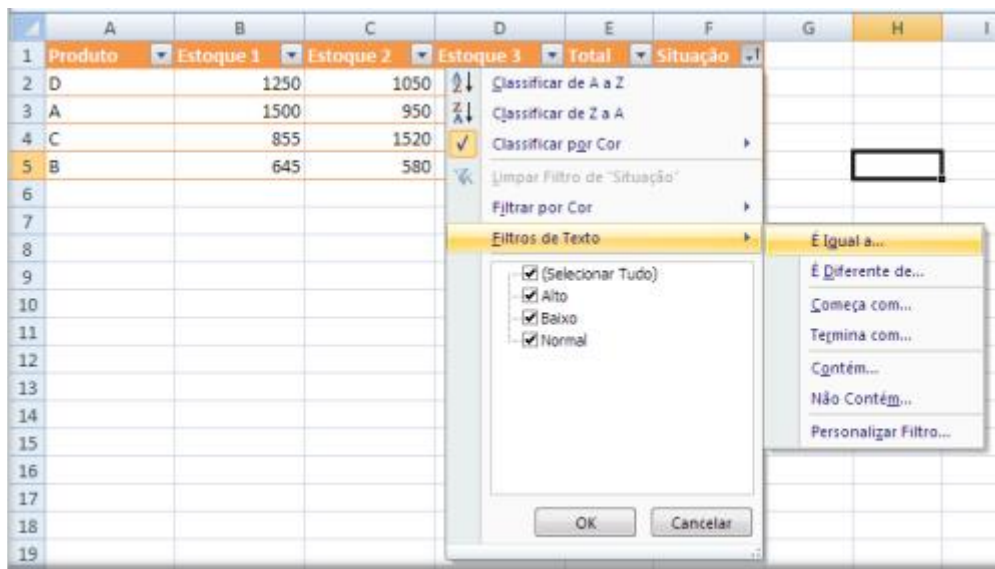 A B C D E F G H I
1 Produto Estoque 1 Estoque 2 Estoque 3 Total Situação
2 D 1250 1050
3 A 1500 950
4 C 855 1520
5 B 645 580
6
7
8
9
10
11
12
13
14
15
16
17
18
19
Classificar de A a Z
Classificar de Z a A
Classificar por Cor
Limpar Filtro de "Situação"
Filtrar por Cor
Filtros de Texto
(Selecionar Tudo)
Alto
Baixo
Normal
OK Cancelar
É Igual a...
É Diferente de...
Começa com...
Termina com...
Contém...
Não Contém...
Personalizar Filtro...